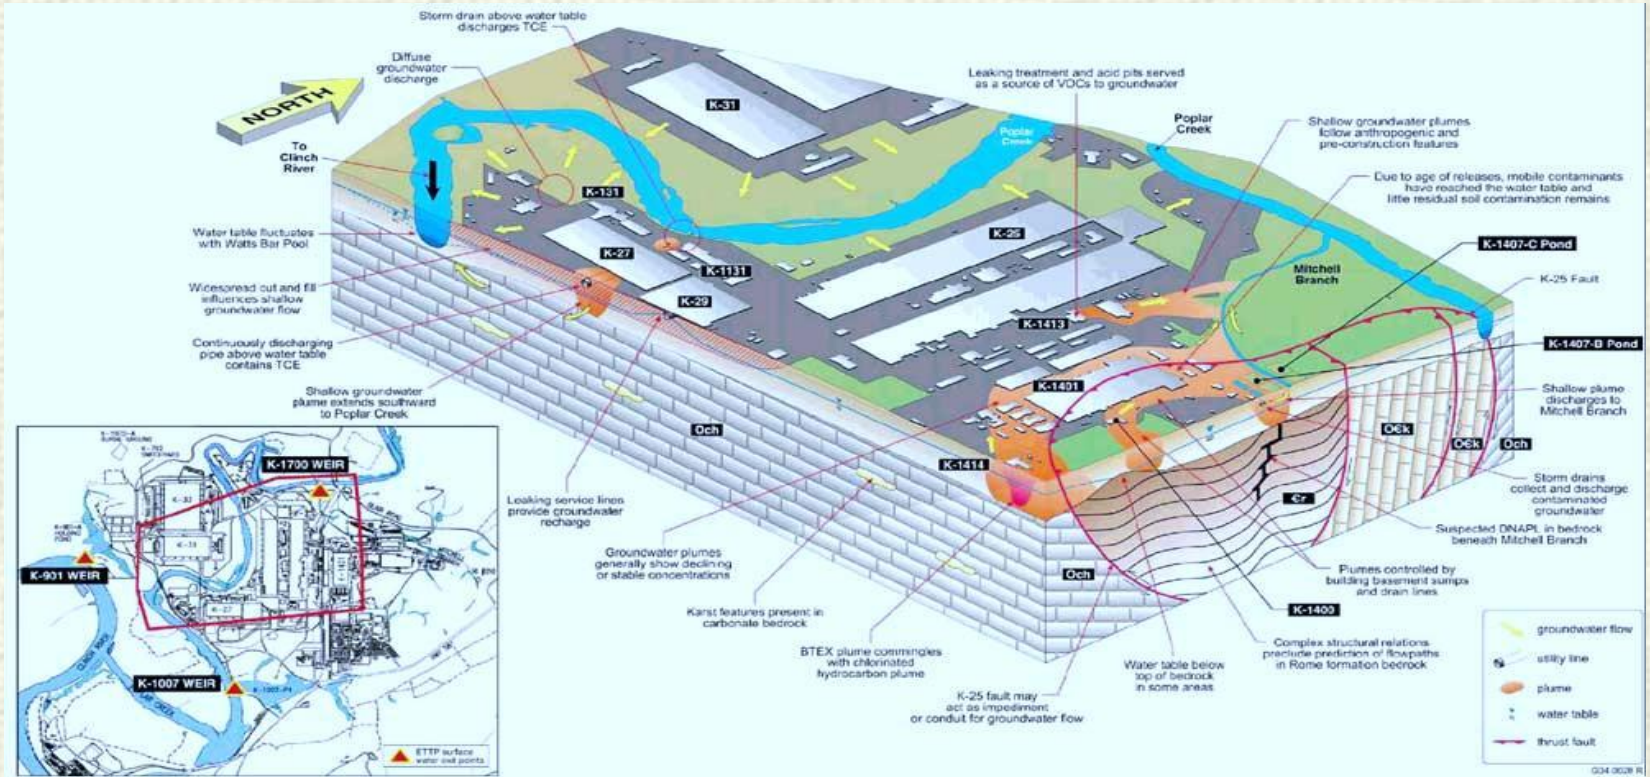 Storm drain above water table
discharges TCE
Diffuse
groundwater
discharge
NORTH
To
Clinch
River
K-31
Poplar
Creek
Leaking treatment and acid pits served
as a source of VOCs to groundwater
Poplar
Creek
Shallow groundwater plumes
follow anthropogenic and
pre-construction features
Due to age of releases, mobile contaminants
have reached the water table and
little residual soil contamination remains
K-131
K-27
K-1131
K-29
K-25
K-1413
K-1401
K-1414
Mitchell
Branch
K-1407-C Pond
K-25 Fault
K-1407-B Pond
Shallow plume
discharges to
Mitchell Branch
Water table fluctuates
with Watts Bar Pool
Widespread cut and fill
influences shallow
groundwater flow
Continuously discharging
pipe above water table
contains TCE
Shallow groundwater
plume extends southward
to Poplar Creek
Och
O€k
O€k
Och
€r
Och
Storm drains
collect and discharge
contaminated
groundwater
Suspected DNAPL in bedrock
beneath Mitchell Branch
Plumes controlled by
building basement sumps
and drain lines
K-1400
Complex structural relations
preclude prediction of flowpaths
in Rome formation bedrock
Water table below
top of bedrock
in some areas
K-25 fault may
act as impediment
or conduit for groundwater flow
BTEX plume commingles
with chlorinated
hydrocarbon plume
Karst features present in
carbonate bedrock
Groundwater plumes
generally show declining
or stable concentrations
Leaking service lines
provide groundwater
recharge
K-1700 WEIR
K-901 WEIR
K-1007 WEIR
K-27
CLINCH RIVER
ETTP surface
water exit points
groundwater flow
utility line
plume
water table
thrust fault